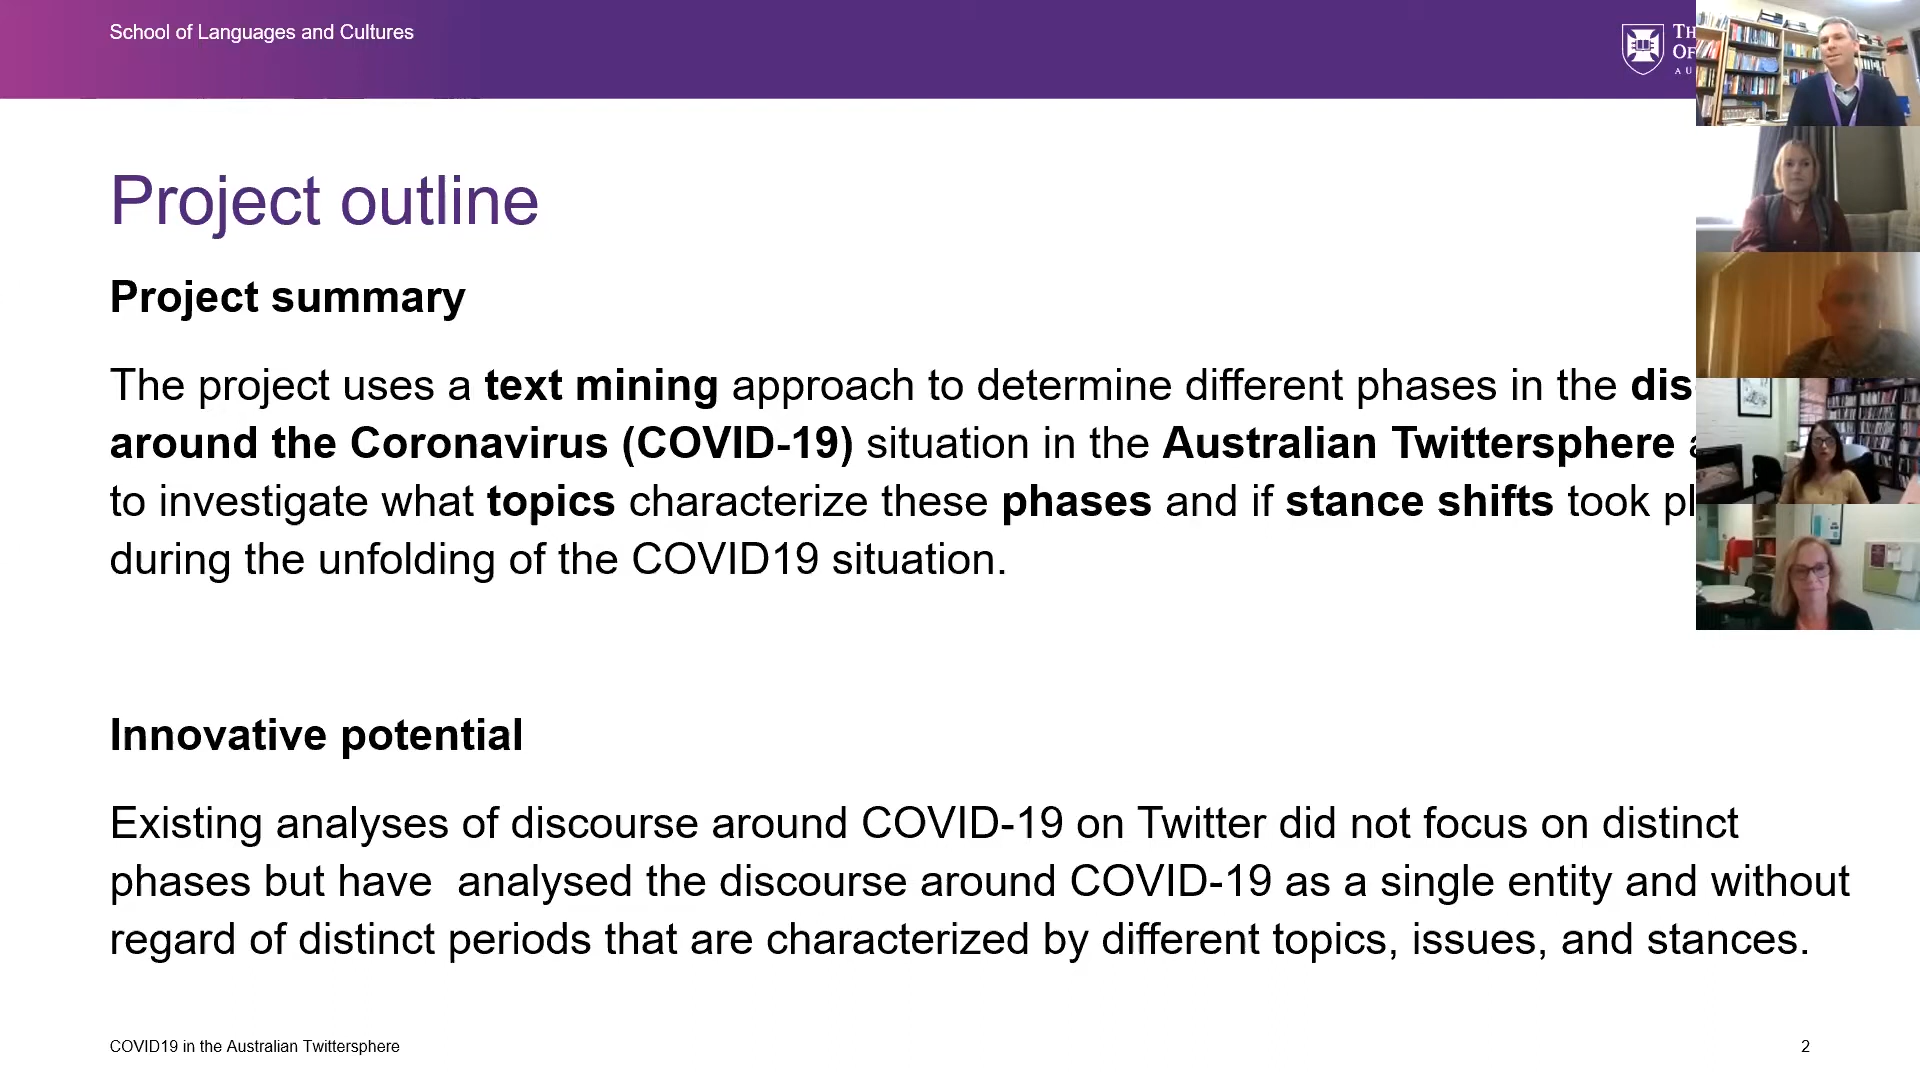 School of Languages and Cultures
Project outline
Project summary
The project uses a text mining approach to determine different phases in the
around the Coronavirus (COVID-19) situation in the Australian Twittersphere
to investigate what topics characterize these phases and if stance shifts took
during the unfolding of the COVID19 situation.
Innovative potential
Existing analyses of discourse around COVID-19 on Twitter did not focus on distinct
phases but have  analysed the discourse around COVID-19 as a single entity and without
regard of distinct periods that are characterized by different topics, issues, and stances.
COVID19 in the Australian Twittersphere
2